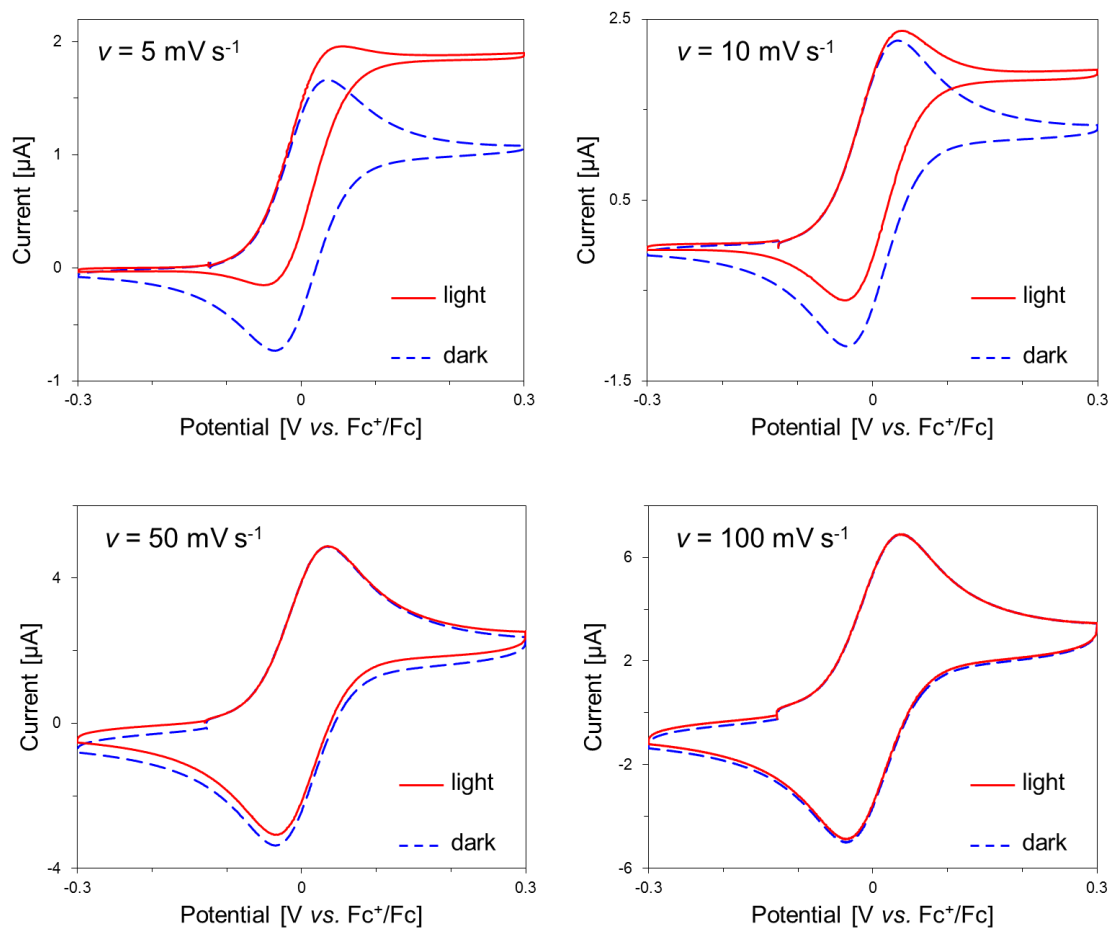 v = 5 mV s⁻¹
2
1
0
-1
-0.3
0
0.3
Current [µA]
Potential [V vs. Fc⁺/Fc]
light
dark
v = 10 mV s⁻¹
2.5
0.5
-1.5
-0.3
0
0.3
Current [µA]
Potential [V vs. Fc⁺/Fc]
light
dark
v = 50 mV s⁻¹
4
0
-4
-0.3
0
0.3
Current [µA]
Potential [V vs. Fc⁺/Fc]
light
dark
v = 100 mV s⁻¹
6
2
-2
-6
-0.3
0
0.3
Current [µA]
Potential [V vs. Fc⁺/Fc]
light
dark